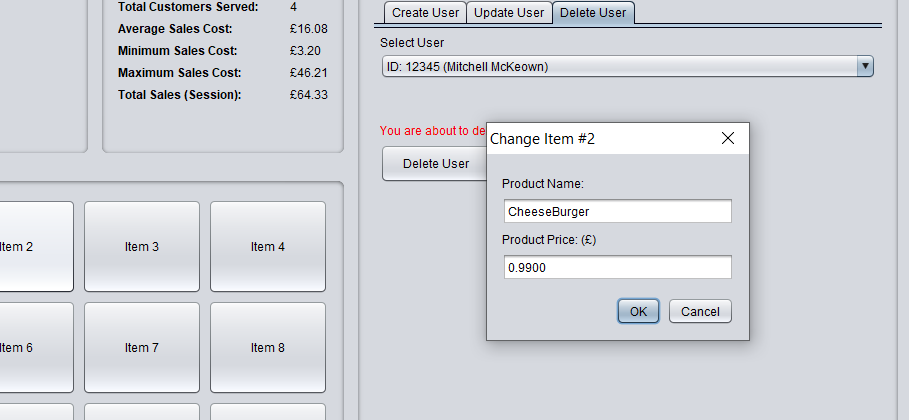 Total Customers Served: 4
Average Sales Cost: £16.08
Minimum Sales Cost: £3.20
Maximum Sales Cost: £46.21
Total Sales (Session): £64.33
Create User Update User Delete User
Select User
ID: 12345 (Mitchell McKeown)
You are about to de
Delete User
Change Item #2
Product Name:
CheeseBurger
Product Price: (£)
0.9900
OK Cancel
Item 2 Item 3 Item 4
Item 6 Item 7 Item 8